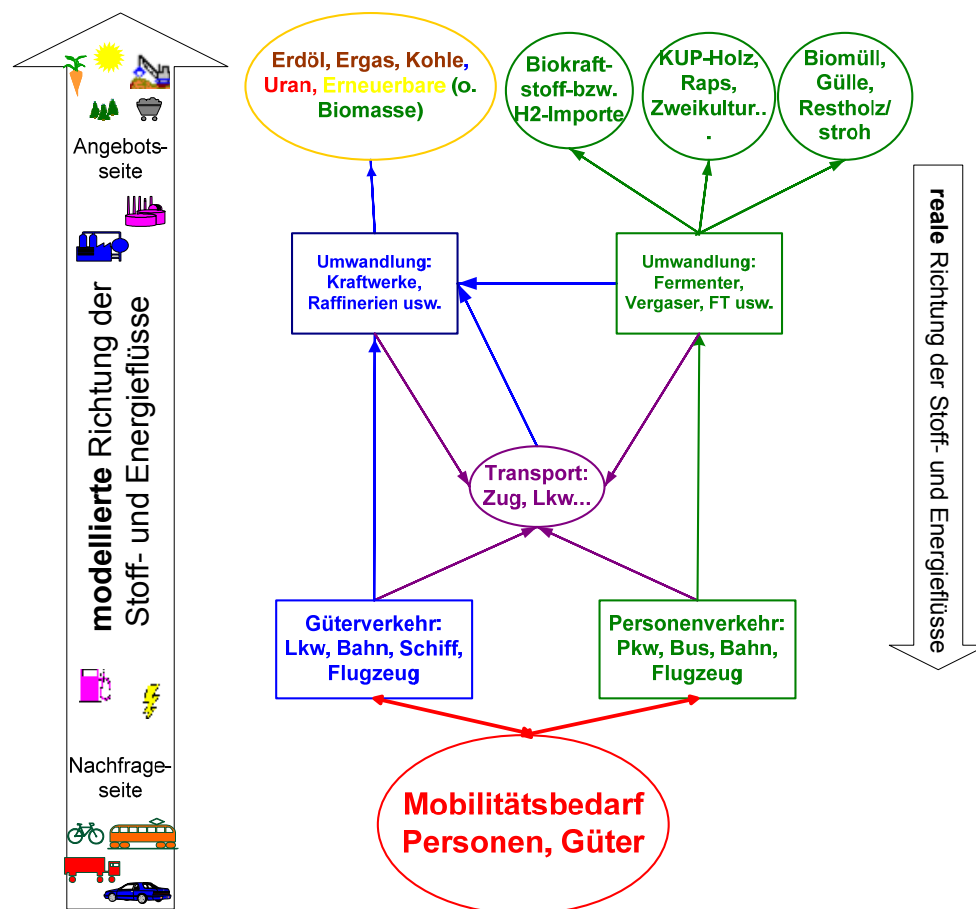 Angebots-
seite
modellierte Richtung der
Stoff- und Energieflüsse
Nachfrage-
seite
Erdöl, Ergas, Kohle,
Uran, Erneuerbare (o.
Biomasse)
Biokraft-
stoff-bzw.
H2-Importe
KUP-Holz,
Raps,
Zweikultur..
.
Biomüll,
Gülle,
Restholz/
stroh
Umwandlung:
Kraftwerke,
Raffinerien usw.
Umwandlung:
Fermenter,
Vergaser, FT usw.
Transport:
Zug, Lkw...
Güterverkehr:
Lkw, Bahn, Schiff,
Flugzeug
Personenverkehr:
Pkw, Bus, Bahn,
Flugzeug
Mobilitätsbedarf
Personen, Güter
reale Richtung der Stoff- und Energieflüsse